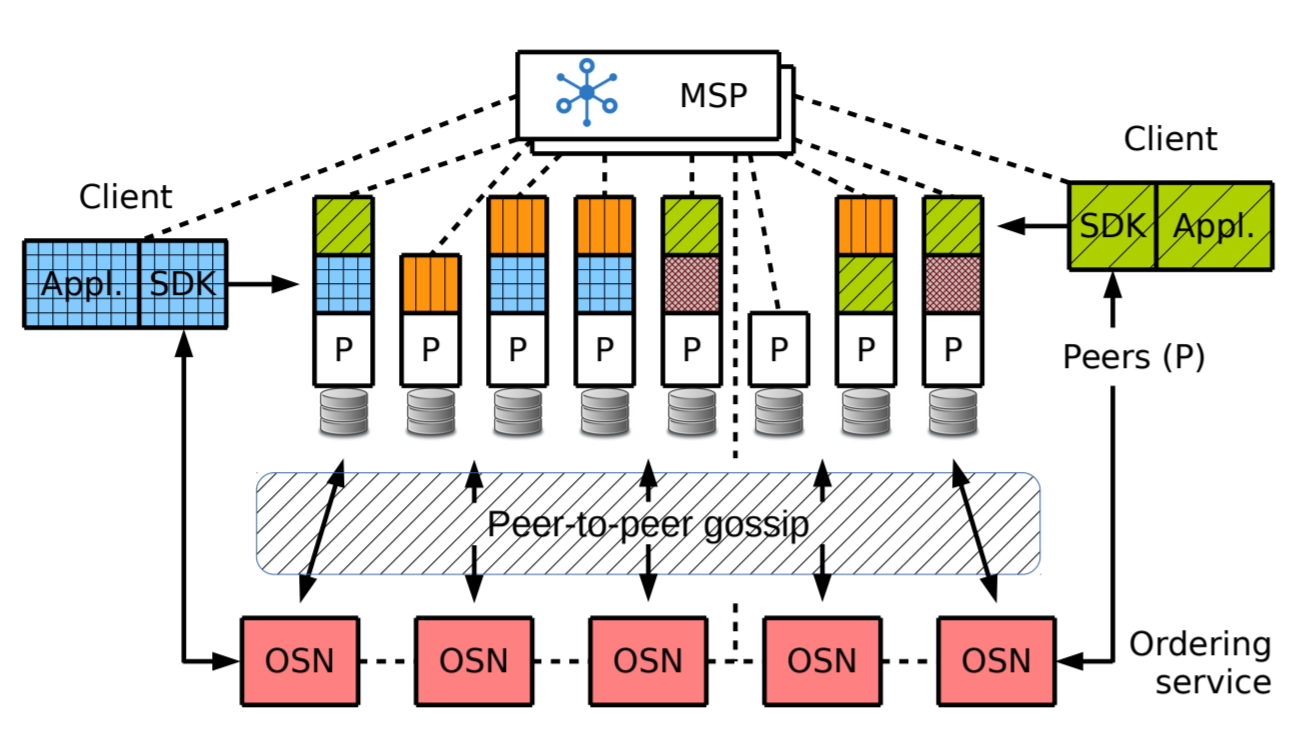 MSP
Client
Client
SDK Appl.
Appl. SDK
P P P P P P P P
Peers (P)
Peer-to-peer gossip
OSN OSN OSN OSN OSN
Ordering
service